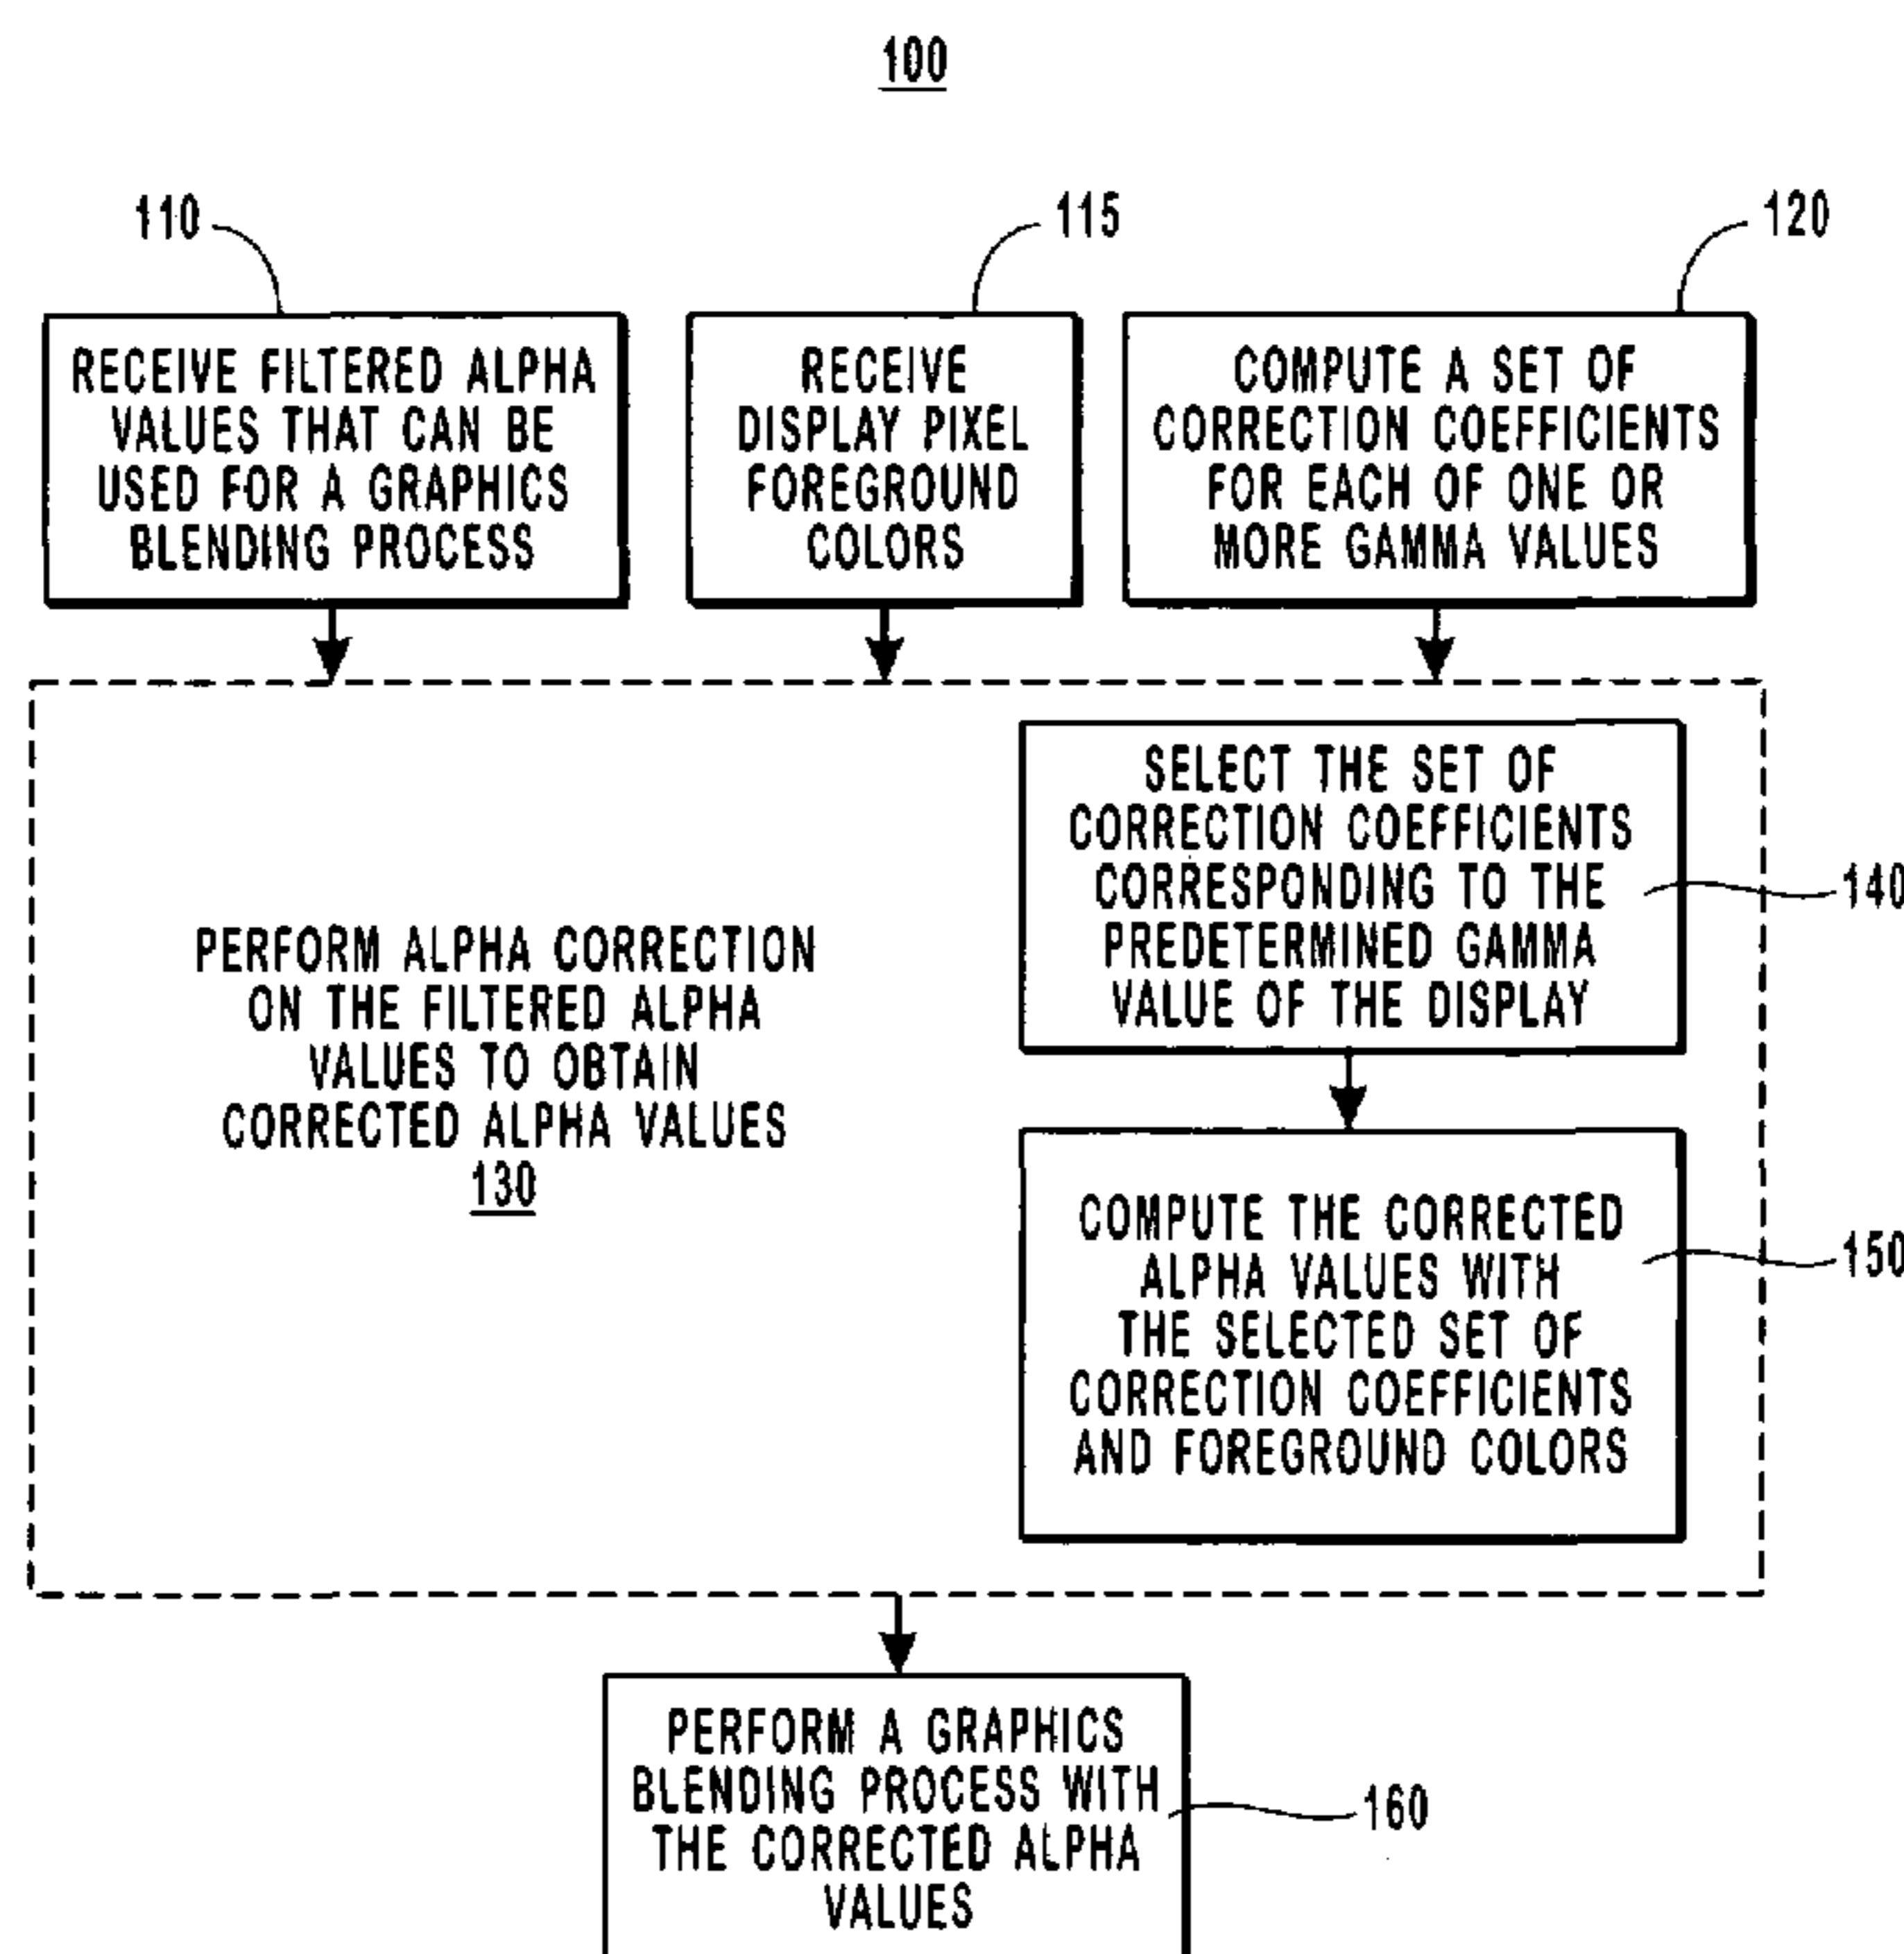 100
110
115
120
RECEIVE FILTERED ALPHA
VALUES THAT CAN BE
USED FOR A GRAPHICS
BLENDING PROCESS
RECEIVE
DISPLAY PIXEL
FOREGROUND
COLORS
COMPUTE A SET OF
CORRECTION COEFFICIENTS
FOR EACH OF ONE OR
MORE GAMMA VALUES
PERFORM ALPHA CORRECTION
ON THE FILTERED ALPHA
VALUES TO OBTAIN
CORRECTED ALPHA VALUES
130
SELECT THE SET OF
CORRECTION COEFFICIENTS
CORRESPONDING TO THE
PREDETERMINED GAMMA
VALUE OF THE DISPLAY
140
COMPUTE THE CORRECTED
ALPHA VALUES WITH
THE SELECTED SET OF
CORRECTION COEFFICIENTS
AND FOREGROUND COLORS
150
PERFORM A GRAPHICS
BLENDING PROCESS WITH
THE CORRECTED ALPHA
VALUES
160